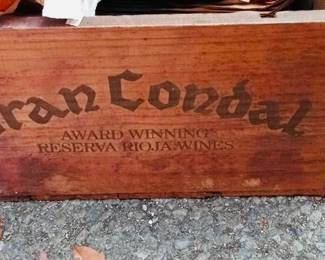 ran Condal
AWARD WINNING
RESERVA RIOJA WINES